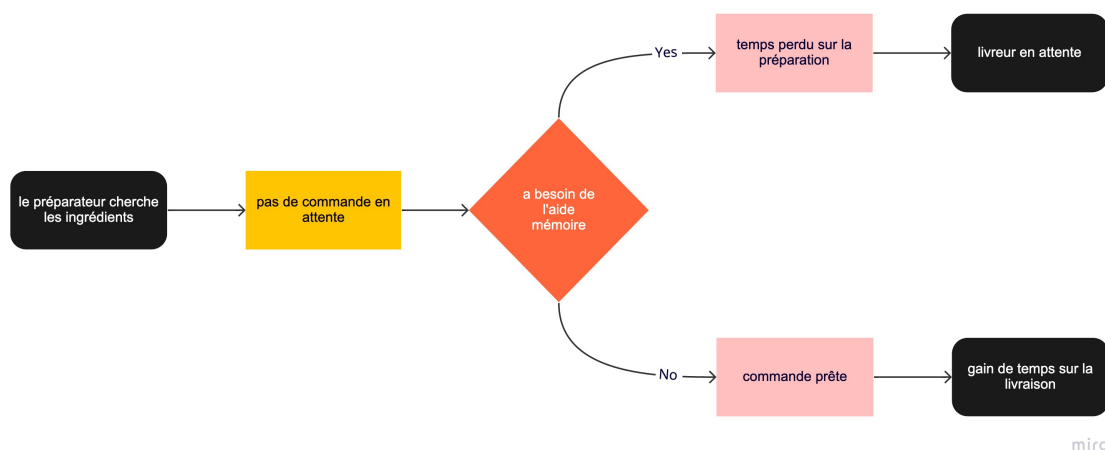 le préparateur cherche
les ingrédients
pas de commande en
attente
a besoin de
l'aide
mémoire
Yes
temps perdu sur la
préparation
livreur en attente
No
commande prête
gain de temps sur la
livraison
miro